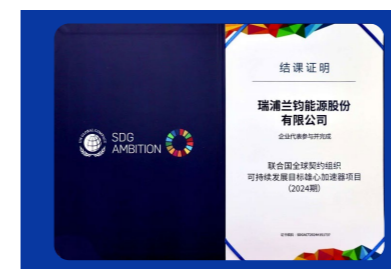 SDG
AMBITION
结课证明
瑞浦兰钧能源股份
有限公司
企业代表参与并完成
联合国全球契约组织
可持续发展目标雄心加速器项目
(2024期)